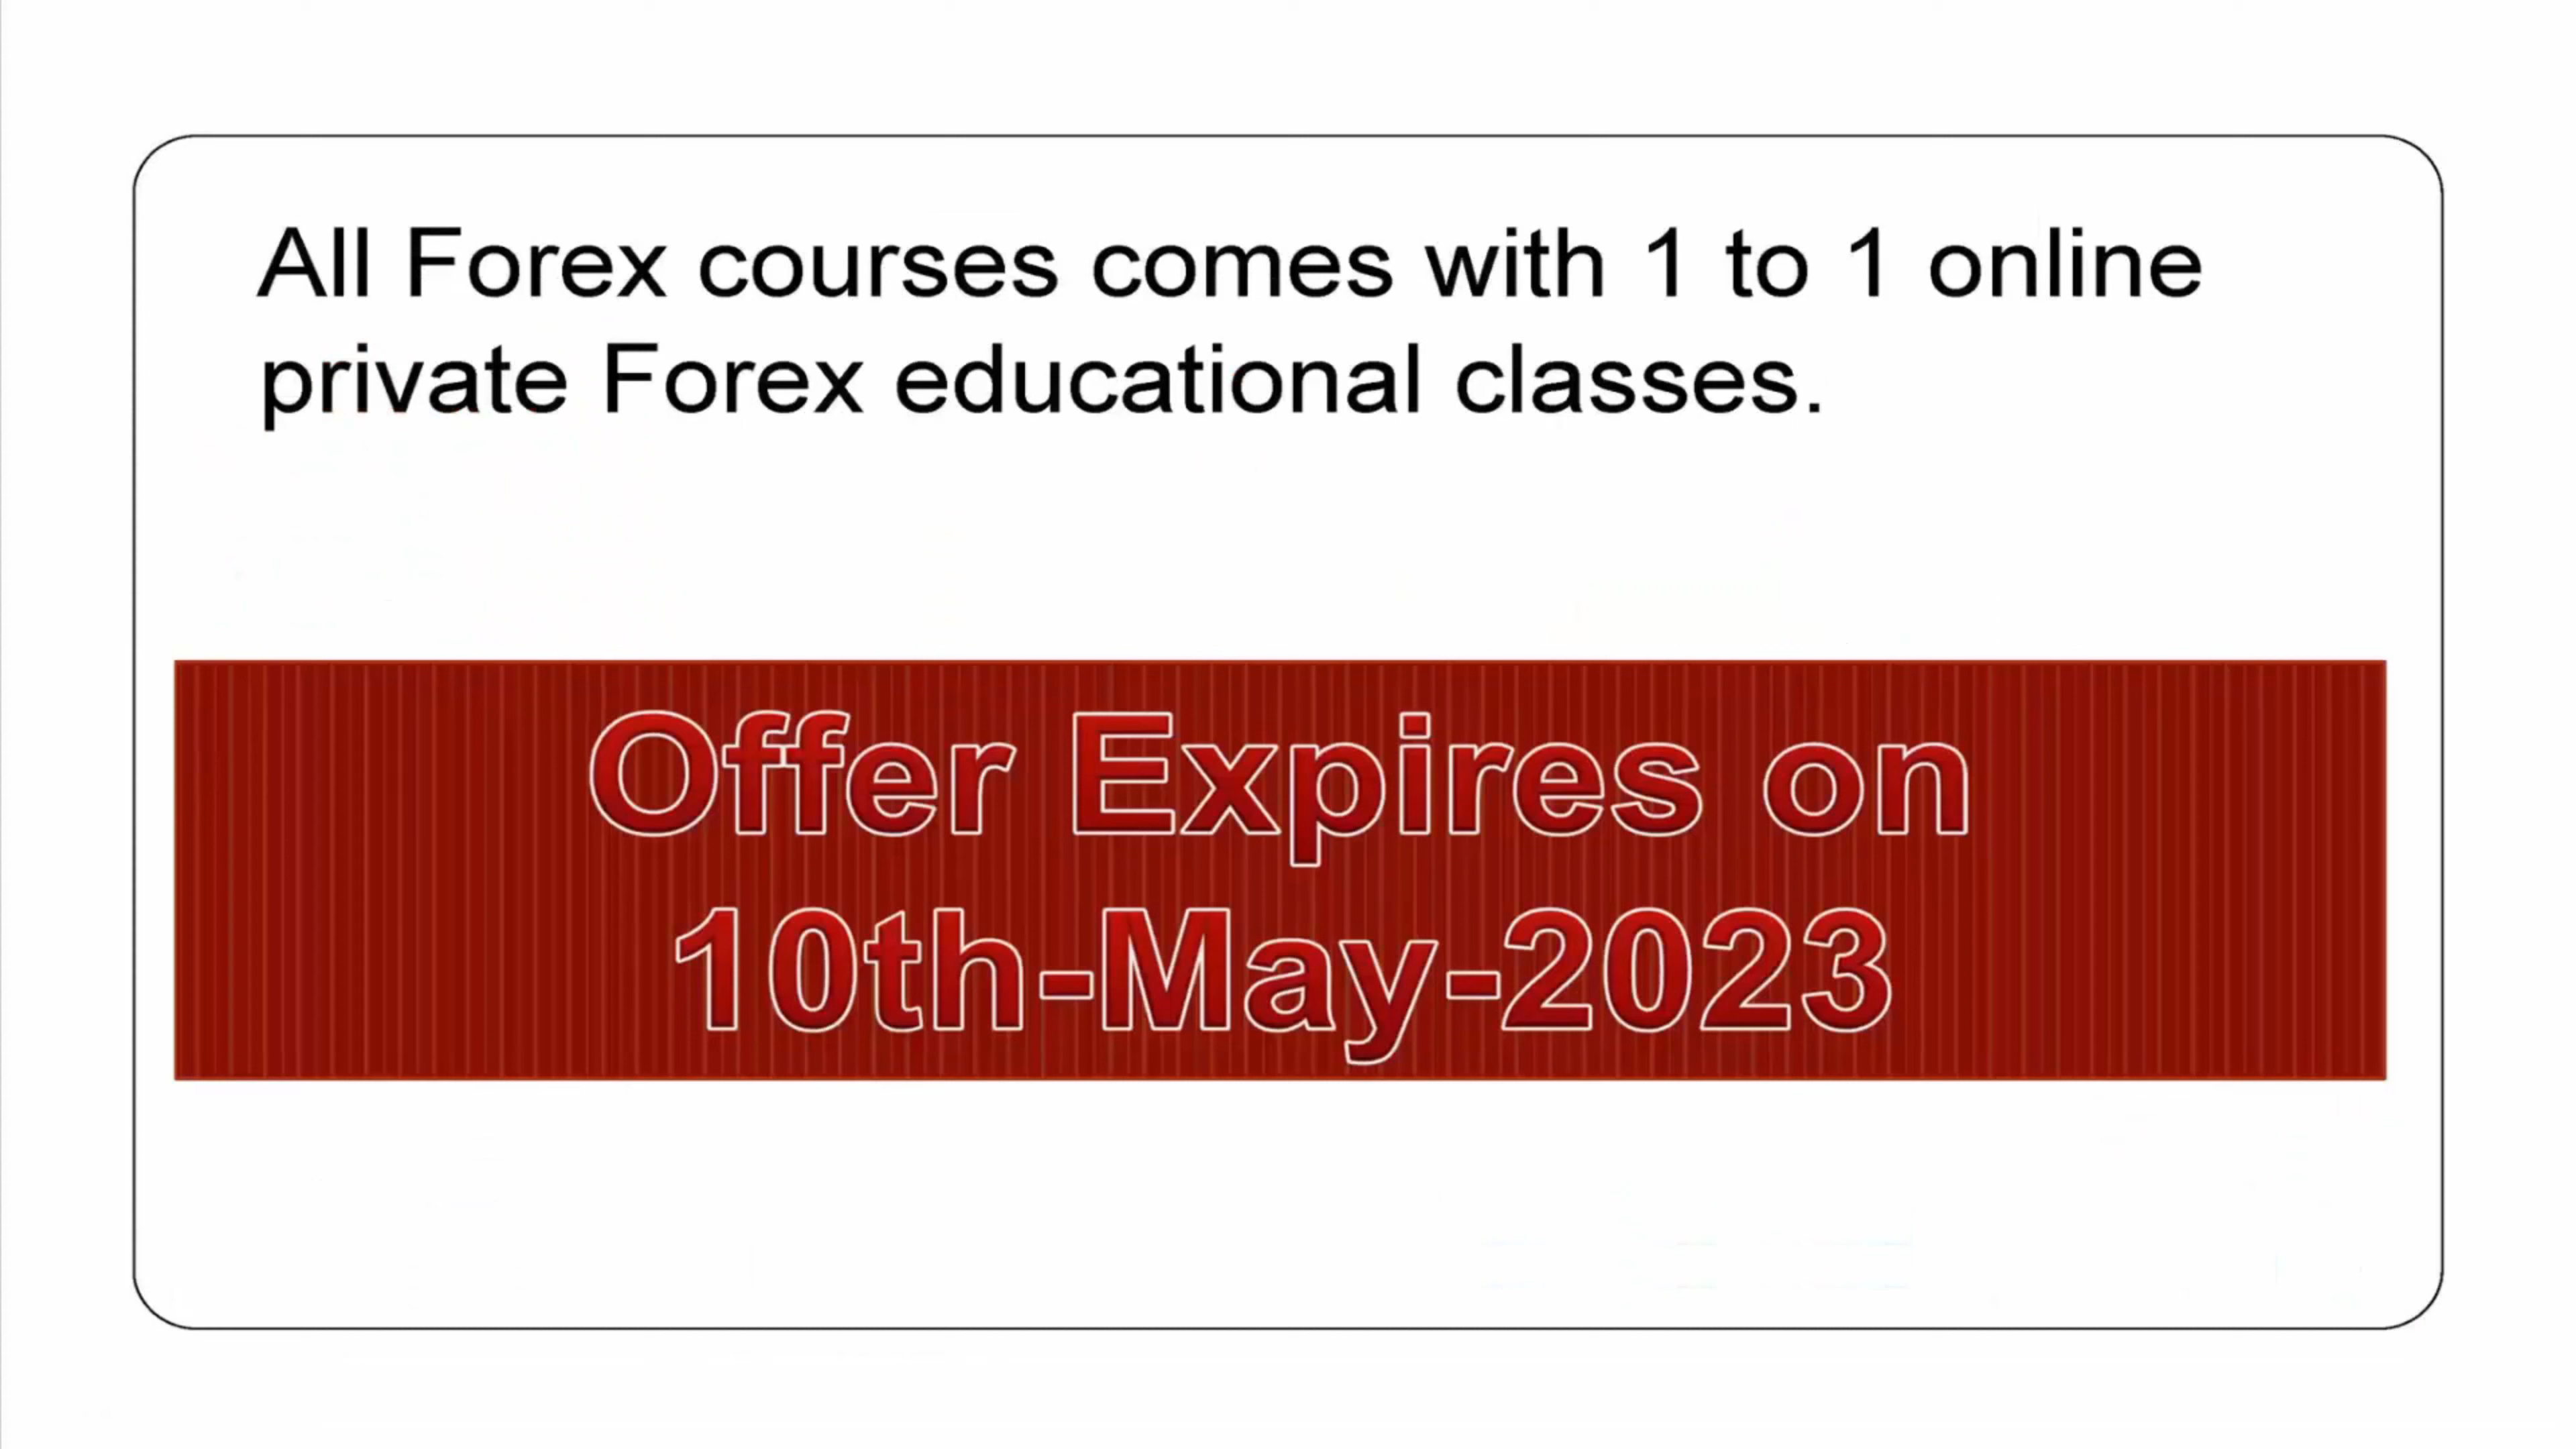 All Forex courses comes with 1 to 1 online
private Forex educational classes.
Offer Expires on
10th-May-2023